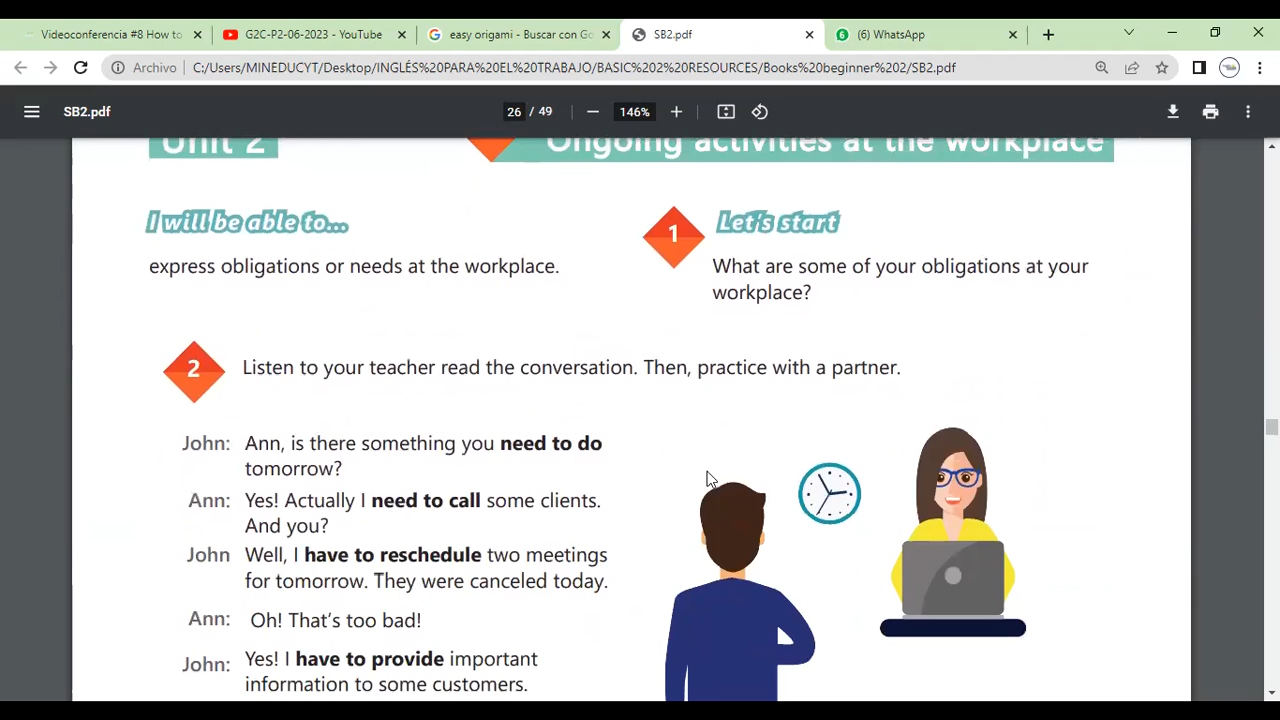 Videoconferencia #8 How to
G2C-P2-06-2023 - YouTube
easy origami - Buscar con Go
SB2.pdf
(6) WhatsApp
Archivo
C:/Users/MINEDUCYT/Desktop/INGLÉS%20PARA%20EL%20TRABAJO/BASIC%202%20RESOURCES/Books%20beginner%202/SB2.pdf
SB2.pdf
26 / 49
146%
Unit 2
Ongoing activities at the workplace
I will be able to...
express obligations or needs at the workplace.
1
Let's start
What are some of your obligations at your
workplace?
2
Listen to your teacher read the conversation. Then, practice with a partner.
John: Ann, is there something you need to do
tomorrow?
Ann: Yes! Actually I need to call some clients.
And you?
John Well, I have to reschedule two meetings
for tomorrow. They were canceled today.
Ann: Oh! That's too bad!
John: Yes! I have to provide important
information to some customers.